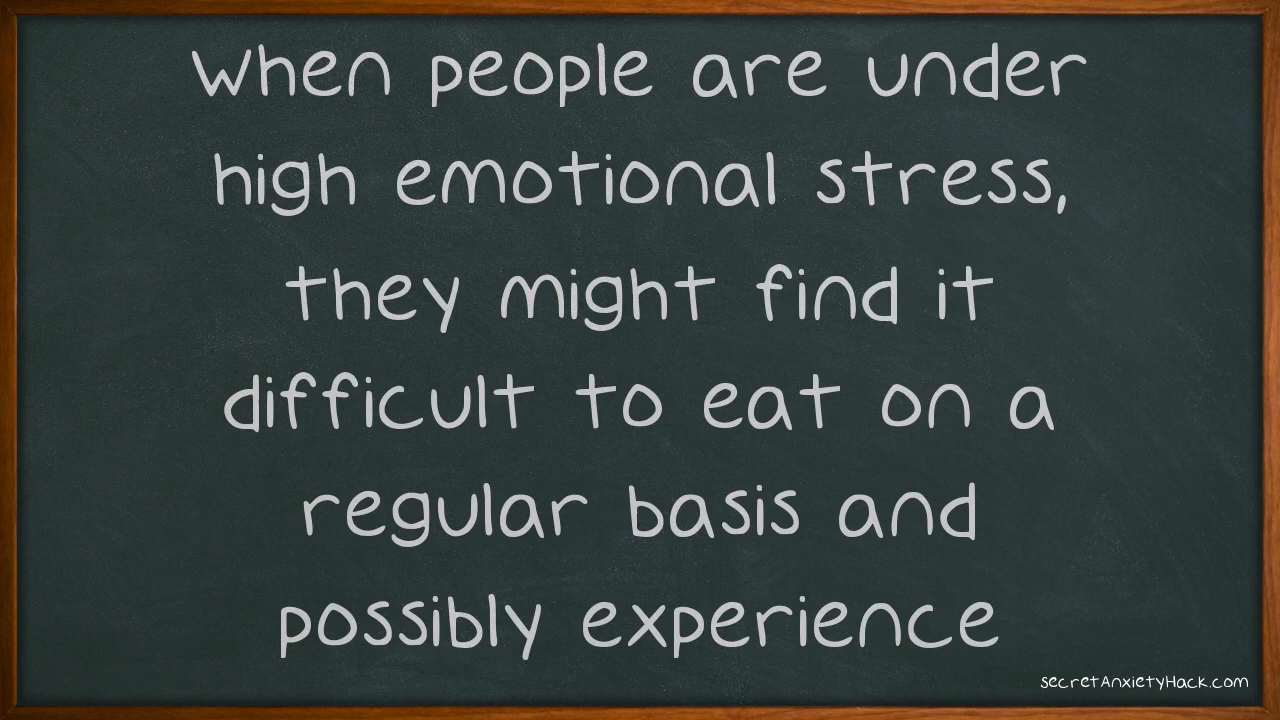 When people are under
high emotional stress,
they might find it
difficult to eat on a
regular basis and
possibly experience
secretAnxietyHack.com